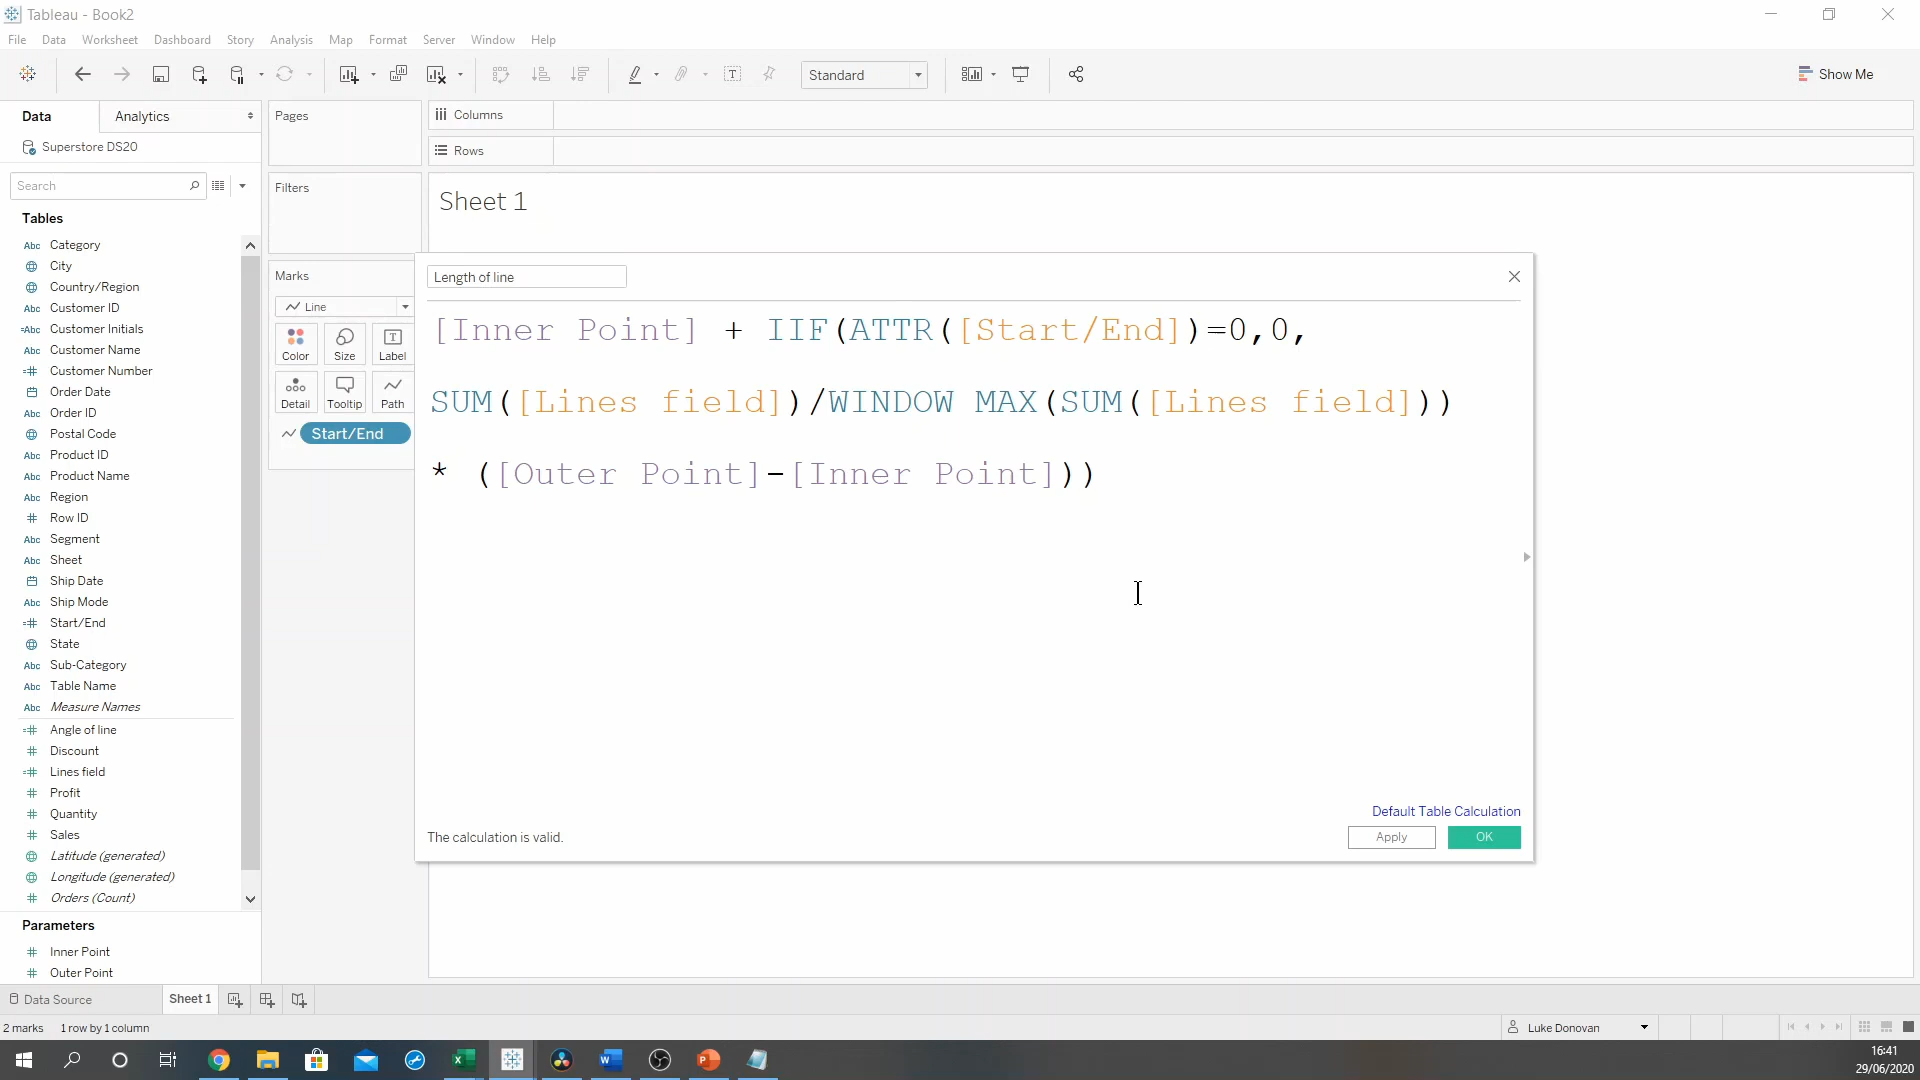 Tableau - Book2
File Data Worksheet Dashboard Story Analysis Map Format Server Window Help
Standard
Show Me
Data Analytics
Superstore DS20
Search
Tables
Category
City
Country/Region
Customer ID
Customer Initials
Customer Name
Customer Number
Order Date
Order ID
Postal Code
Product ID
Product Name
Region
Row ID
Segment
Sheet
Ship Date
Ship Mode
Start/End
State
Sub-Category
Table Name
Measure Names
Angle of line
Discount
Lines field
Profit
Quantity
Sales
Latitude (generated)
Longitude (generated)
Orders (Count)
Parameters
Inner Point
Outer Point
Pages
Filters
Marks
Line
Color Size Label
Detail Tooltip Path
Start/End
Columns
Rows
Sheet 1
Length of line
[Inner Point] + IIF(ATTR([Start/End])=0,0,
SUM([Lines field])/WINDOW MAX(SUM([Lines field]))
* ([Outer Point]-[Inner Point]))
Default Table Calculation
The calculation is valid.
Apply OK
Data Source Sheet 1
2 marks 1 row by 1 column
Luke Donovan
16:41
29/06/2020